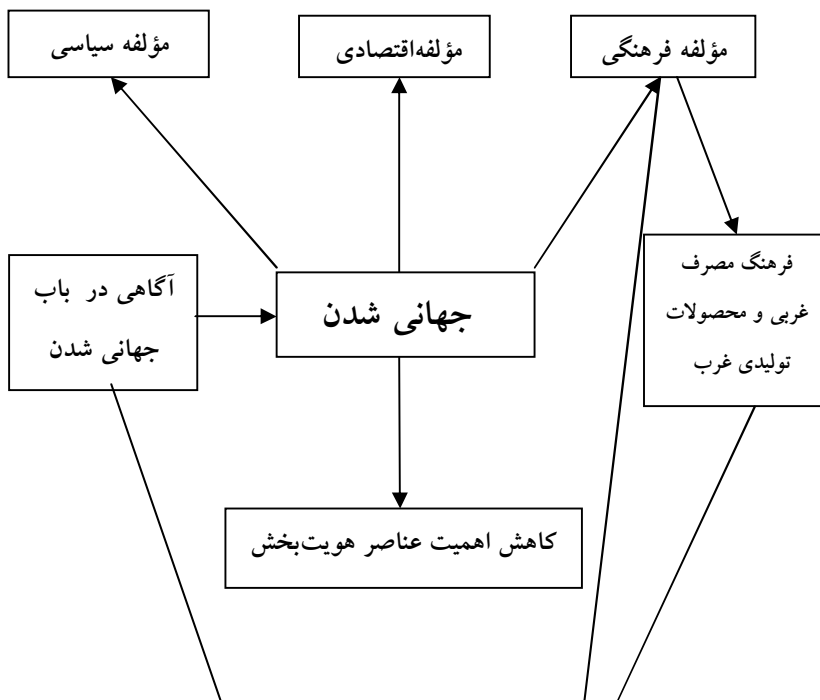 مؤلفه فرهنگی
مؤلفه‌اقتصادی
مؤلفه سیاسی
فرهنگ مصرف
غربی و محصولات
تولیدی غرب
جهانی شدن
آگاهی در باب
جهانی شدن
کاهش اهمیت عناصر هویت‌بخش